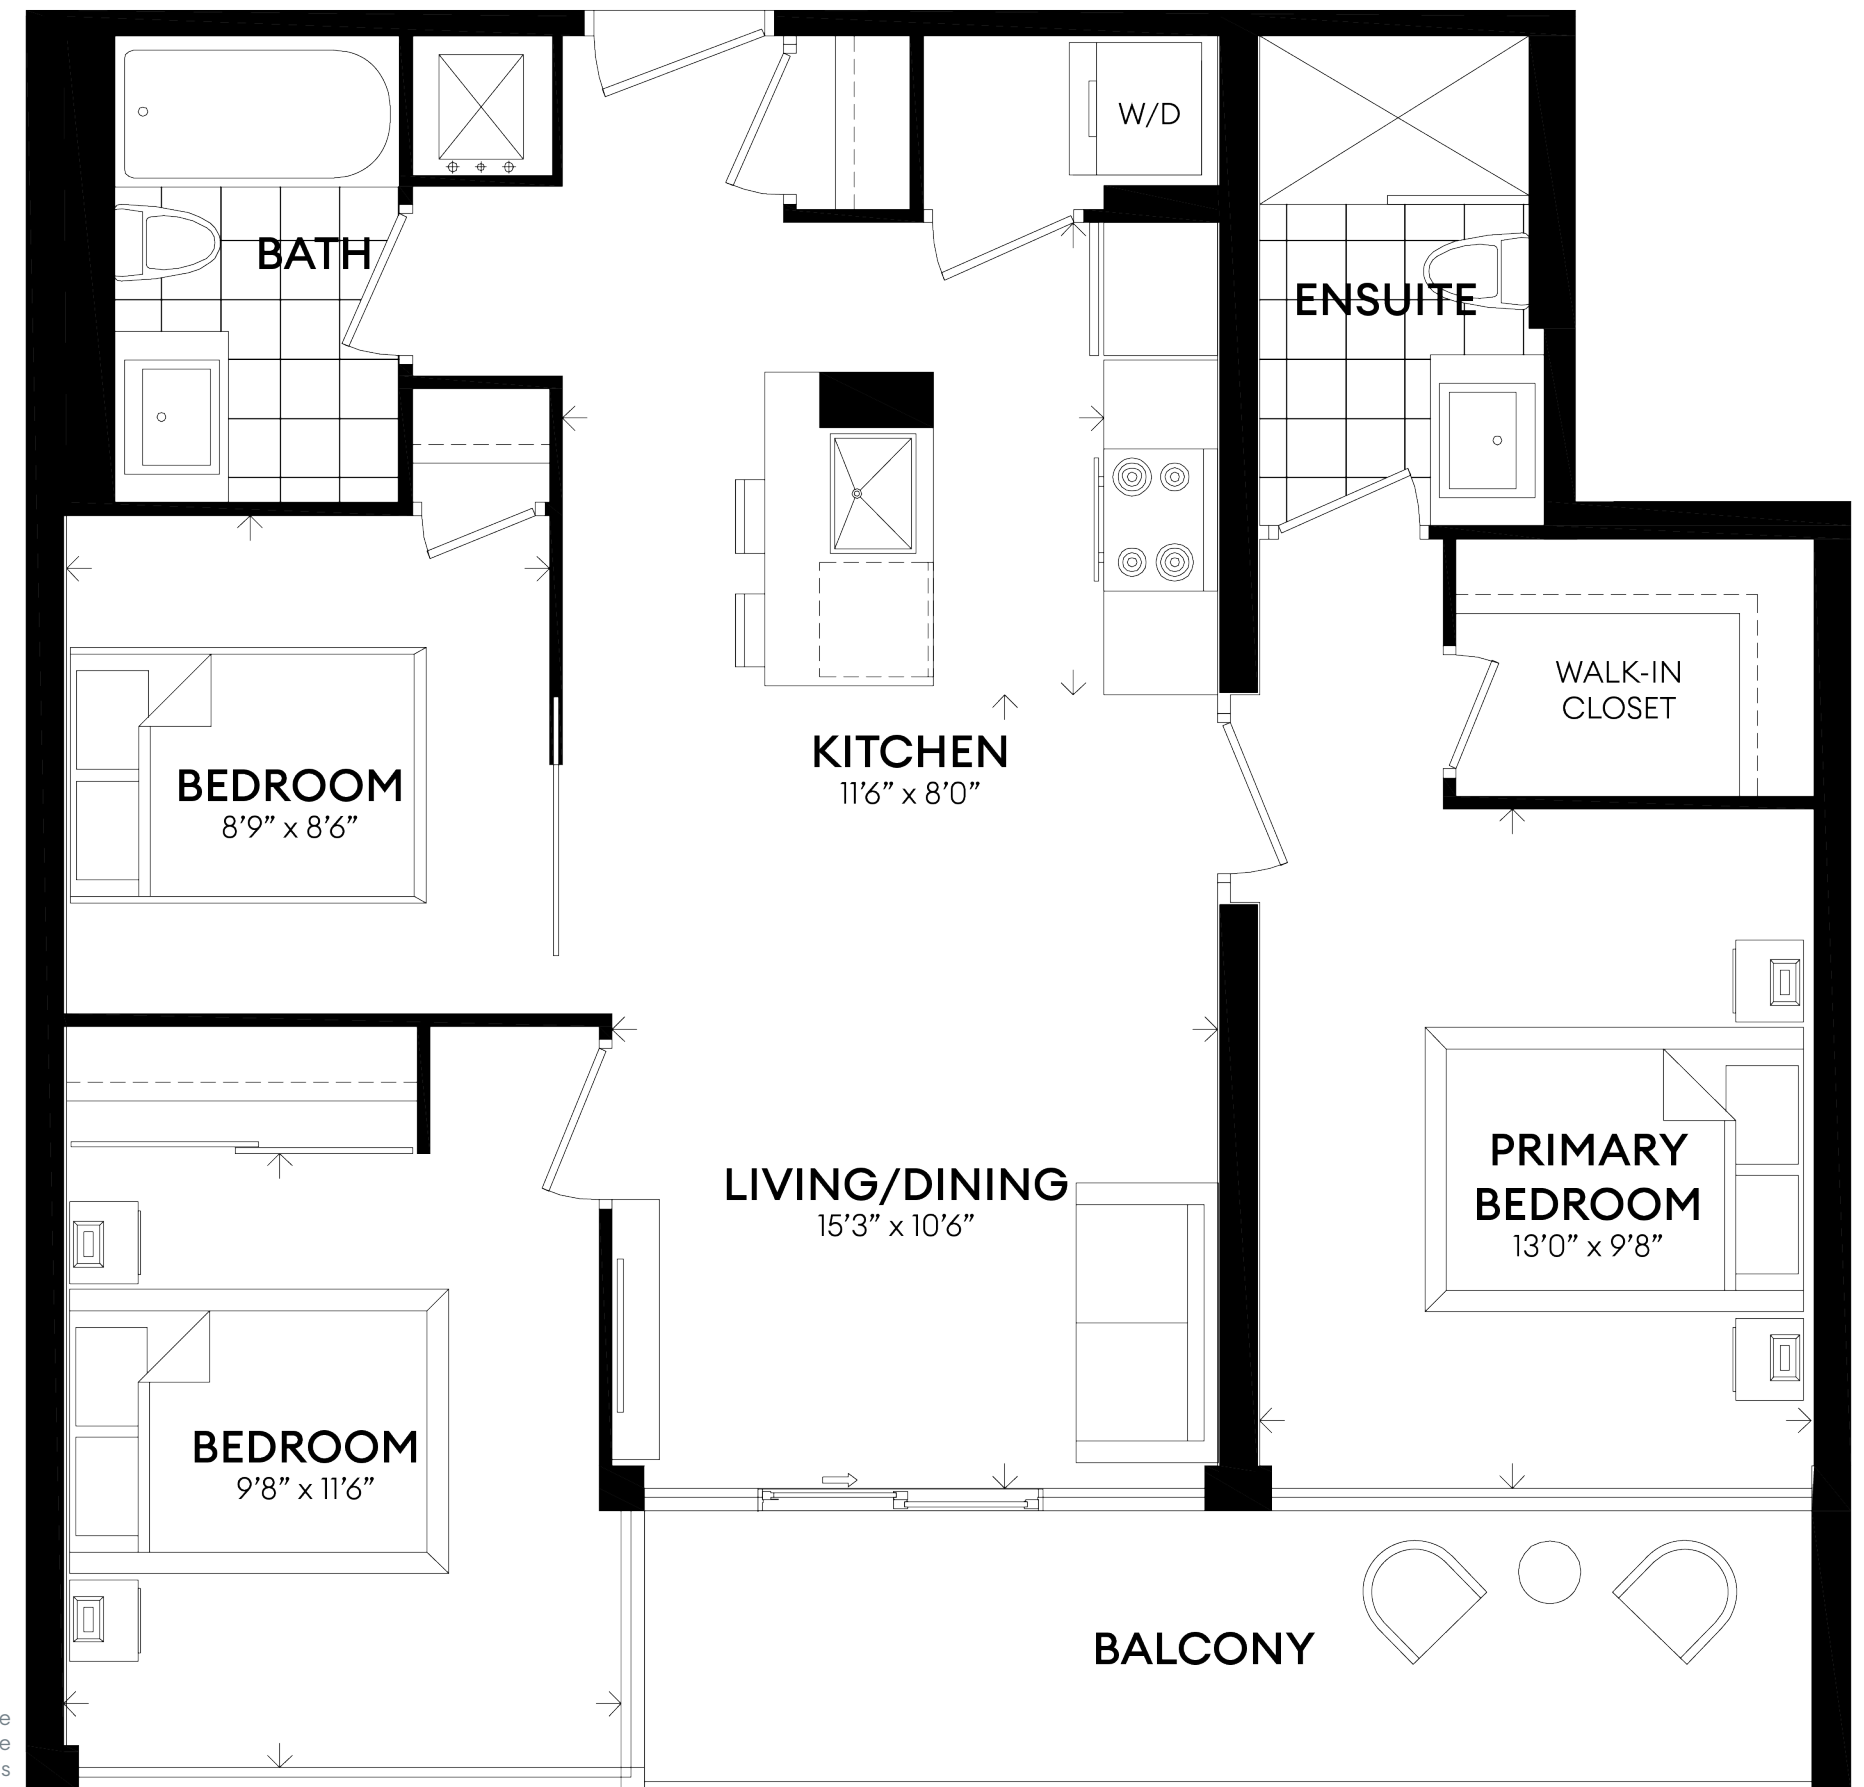 W/D
BATH
ENSUITE
WALK-IN
CLOSET
KITCHEN
11’6” x 8’0”
BEDROOM
8’9” x 8’6”
LIVING/DINING
15’3” x 10’6”
PRIMARY
BEDROOM
13’0” x 9’8”
BEDROOM
9’8” x 11’6”
BALCONY
e
e
s